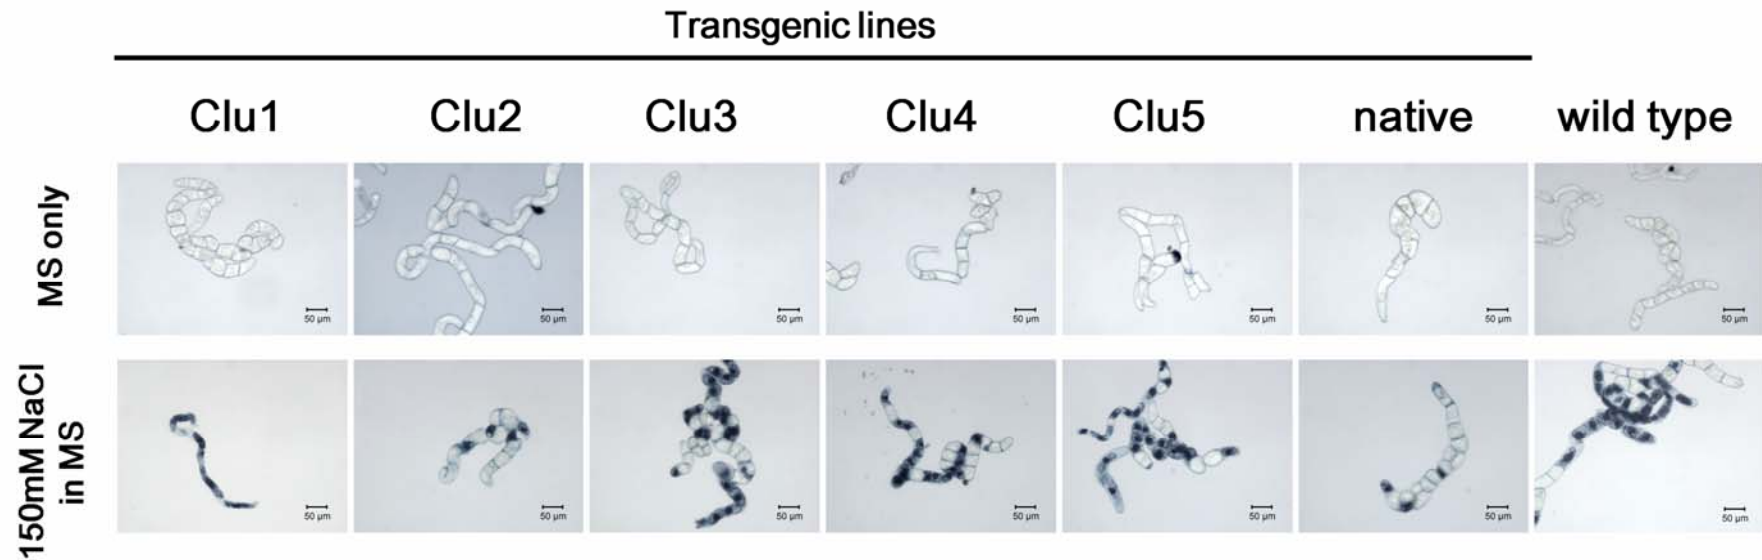 Transgenic lines
Clu1 Clu2 Clu3 Clu4 Clu5 native wild type
MS only
50 µm 50 µm 50 µm 50 µm 50 µm 50 µm 50 µm
150mM NaCl
in MS
50 µm 50 µm 50 µm 50 µm 50 µm 50 µm 50 µm